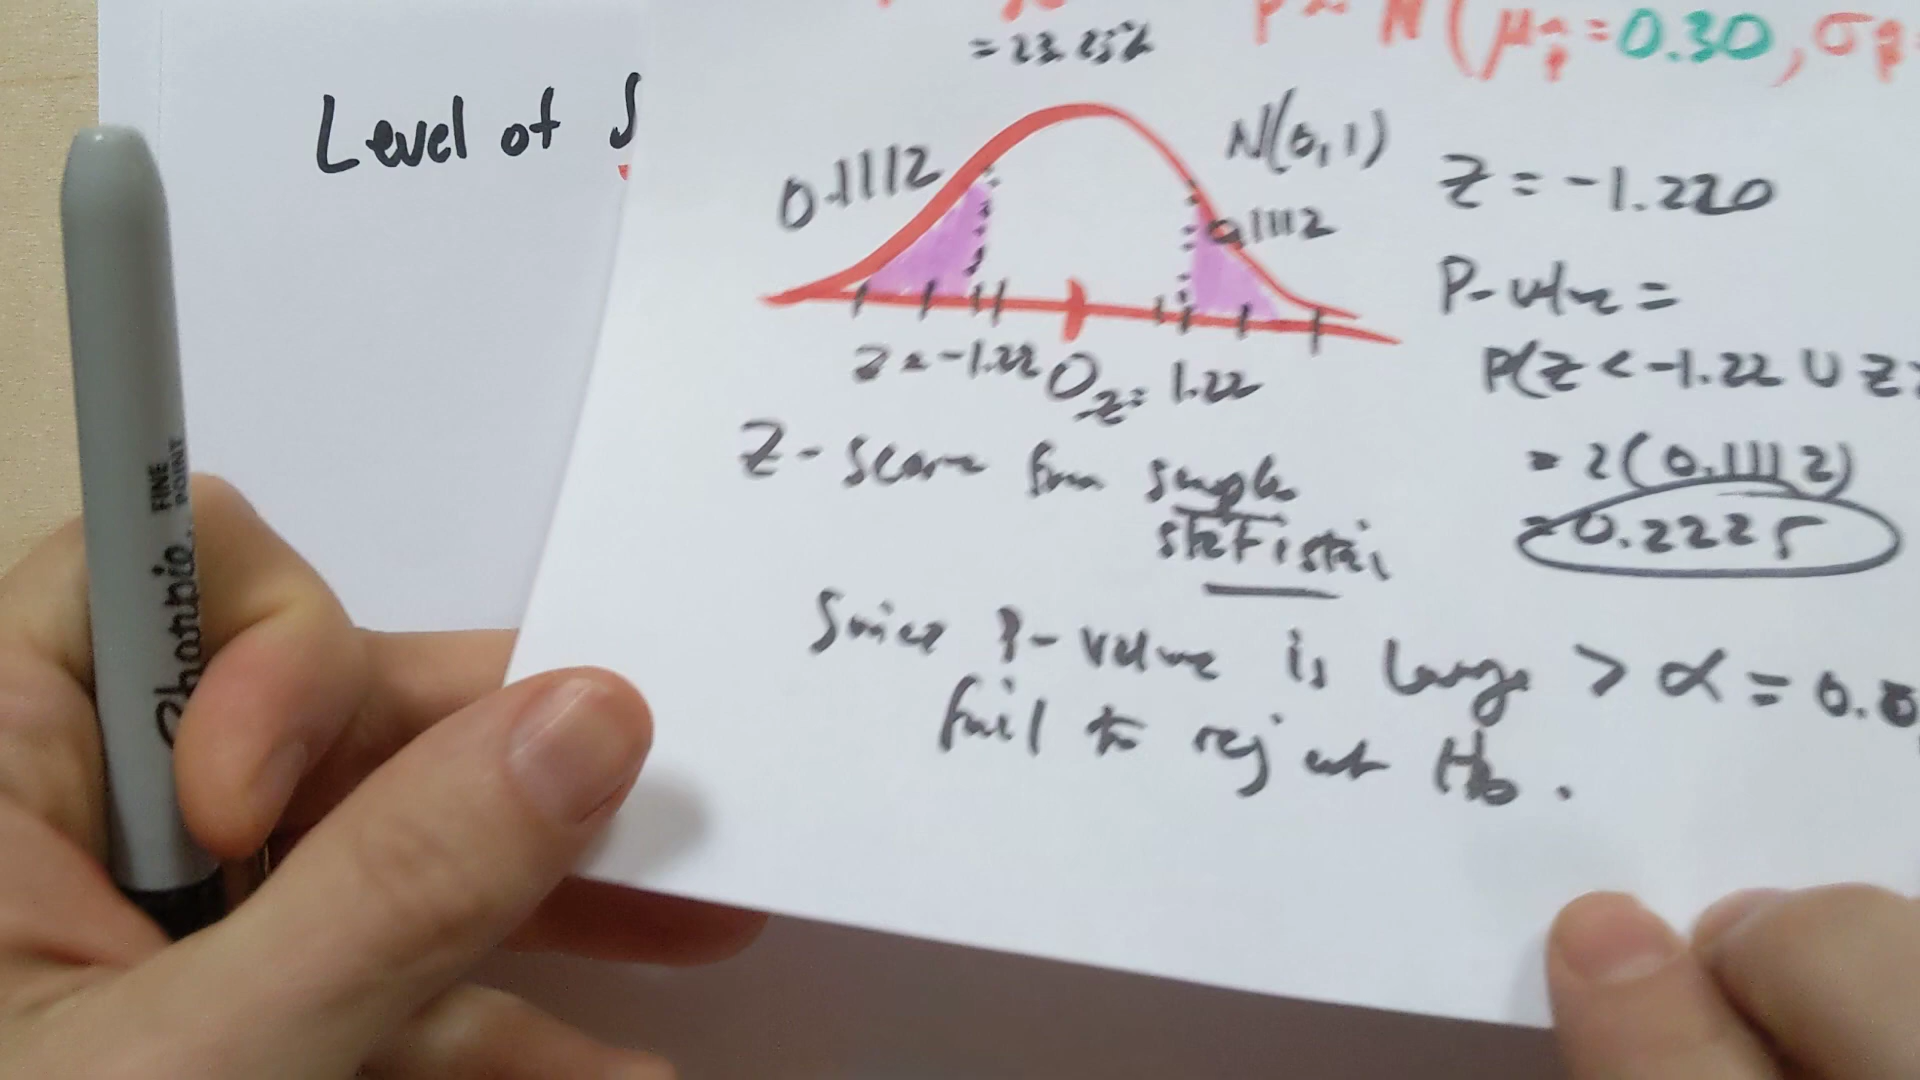 = 23.25%
p̂ ~ N(μp̂ = 0.30, σp̂ =
Level of S
N(0,1)
0.1112
0.1112
z = -1.22
0
z = 1.22
Z = -1.220
P-value =
P(Z < -1.22 U Z >
= 2(0.1112)
= 0.2225
Z-score from sample
statistic
Since P-value is large > α = 0.0
fail to reject H0.
Sharpie.
FINE
POINT